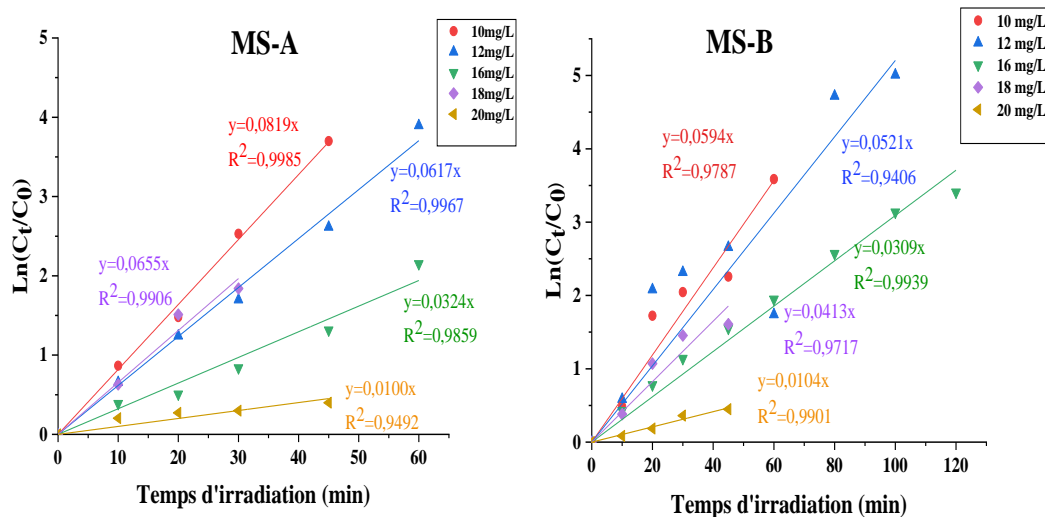 MS-A
10mg/L
12mg/L
16mg/L
18mg/L
20mg/L
y=0,0819x
R²=0,9985
y=0,0617x
R²=0,9967
y=0,0655x
R²=0,9906
y=0,0324x
R²=0,9859
y=0,0100x
R²=0,9492
Ln(Ct/C0)
5
4
3
2
1
0
0 10 20 30 40 50 60
Temps d'irradiation (min)
MS-B
10 mg/L
12 mg/L
16 mg/L
18 mg/L
20 mg/L
y=0,0594x
R²=0,9787
y=0,0521x
R²=0,9406
y=0,0309x
R²=0,9939
y=0,0413x
R²=0,9717
y=0,0104x
R²=0,9901
Ln(Ct/C0)
5
4
3
2
1
0
0 20 40 60 80 100 120
Temps d'irradiation (min)